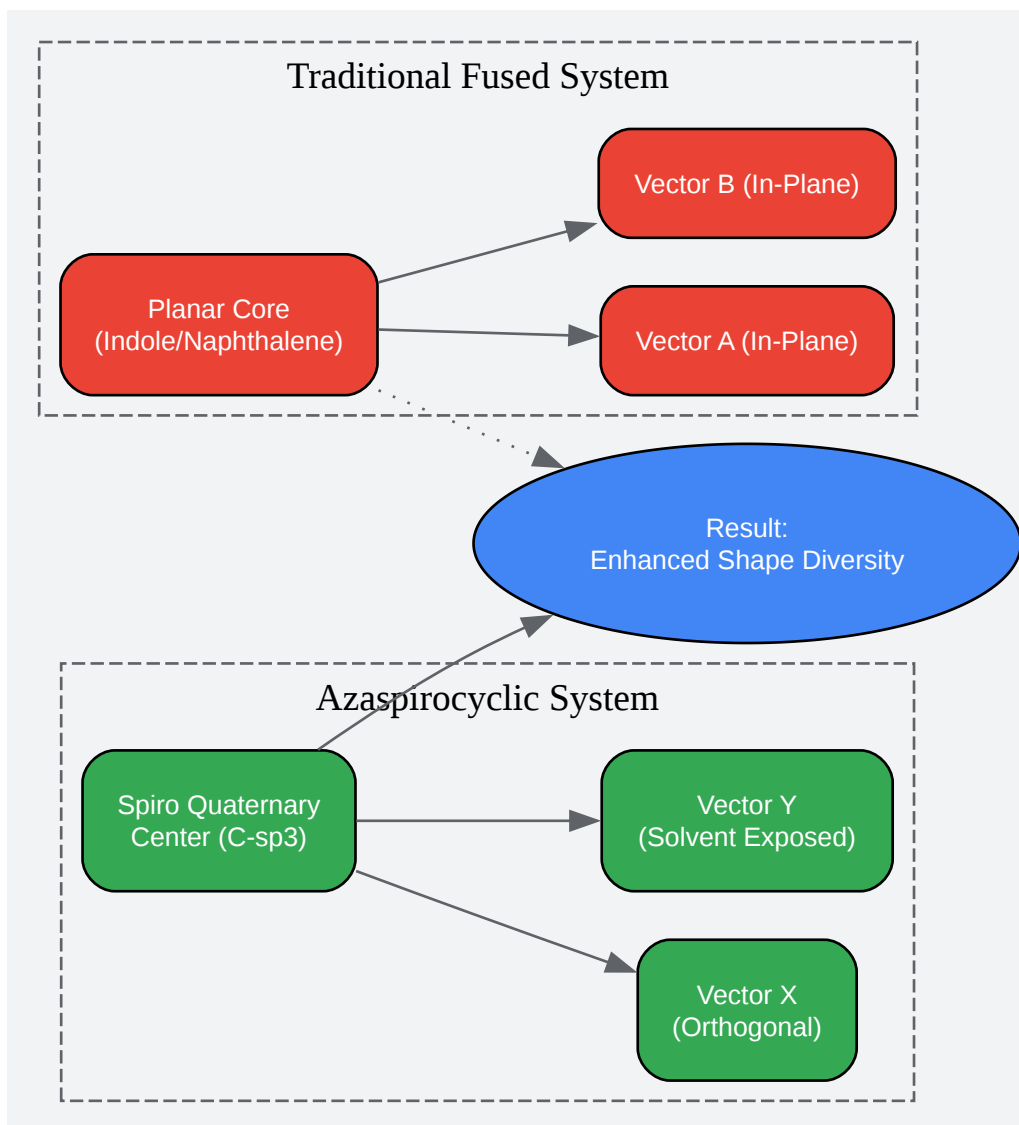 Traditional Fused System
Vector B (In-Plane)
Planar Core
(Indole/Naphthalene)
Vector A (In-Plane)
Result:
Enhanced Shape Diversity
Azaspirocyclic System
Spiro Quaternary
Center (C-sp3)
Vector Y
(Solvent Exposed)
Vector X
(Orthogonal)